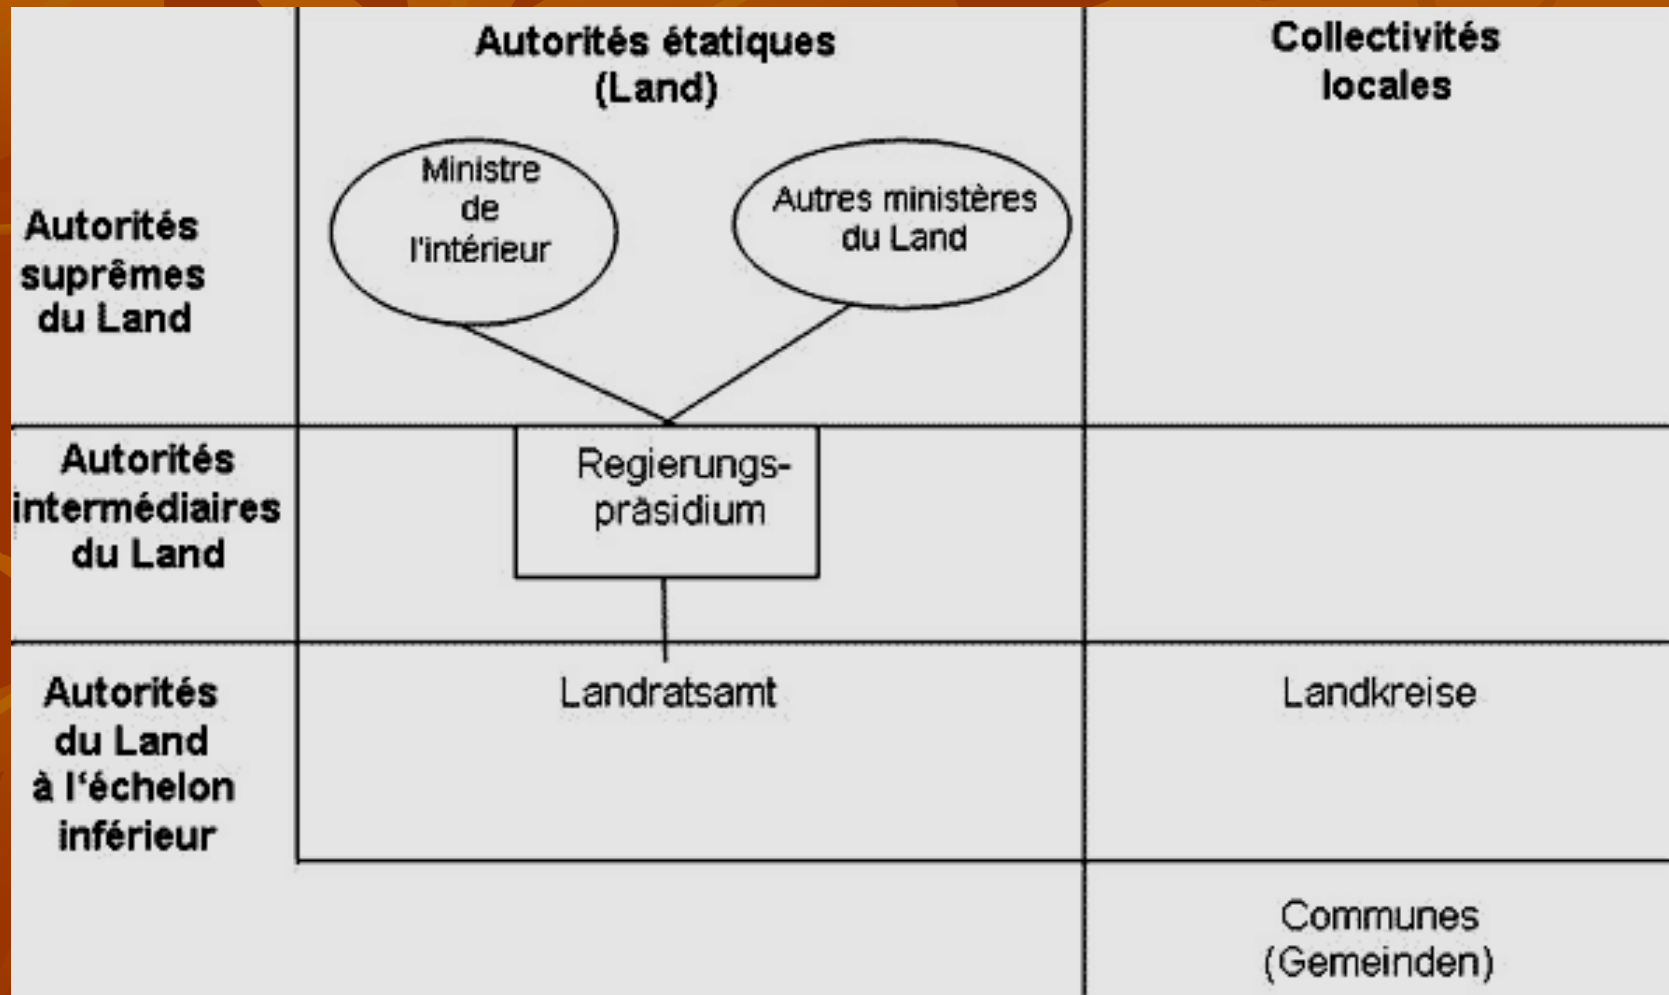 Autorités étatiques
(Land)
Collectivités
locales
Autorités
suprêmes
du Land
Ministre
de
l'intérieur
Autres ministères
du Land
Autorités
intermédiaires
du Land
Regierungs-
präsidium
Autorités
du Land
à l‘échelon
inférieur
Landratsamt
Landkreise
Communes
(Gemeinden)